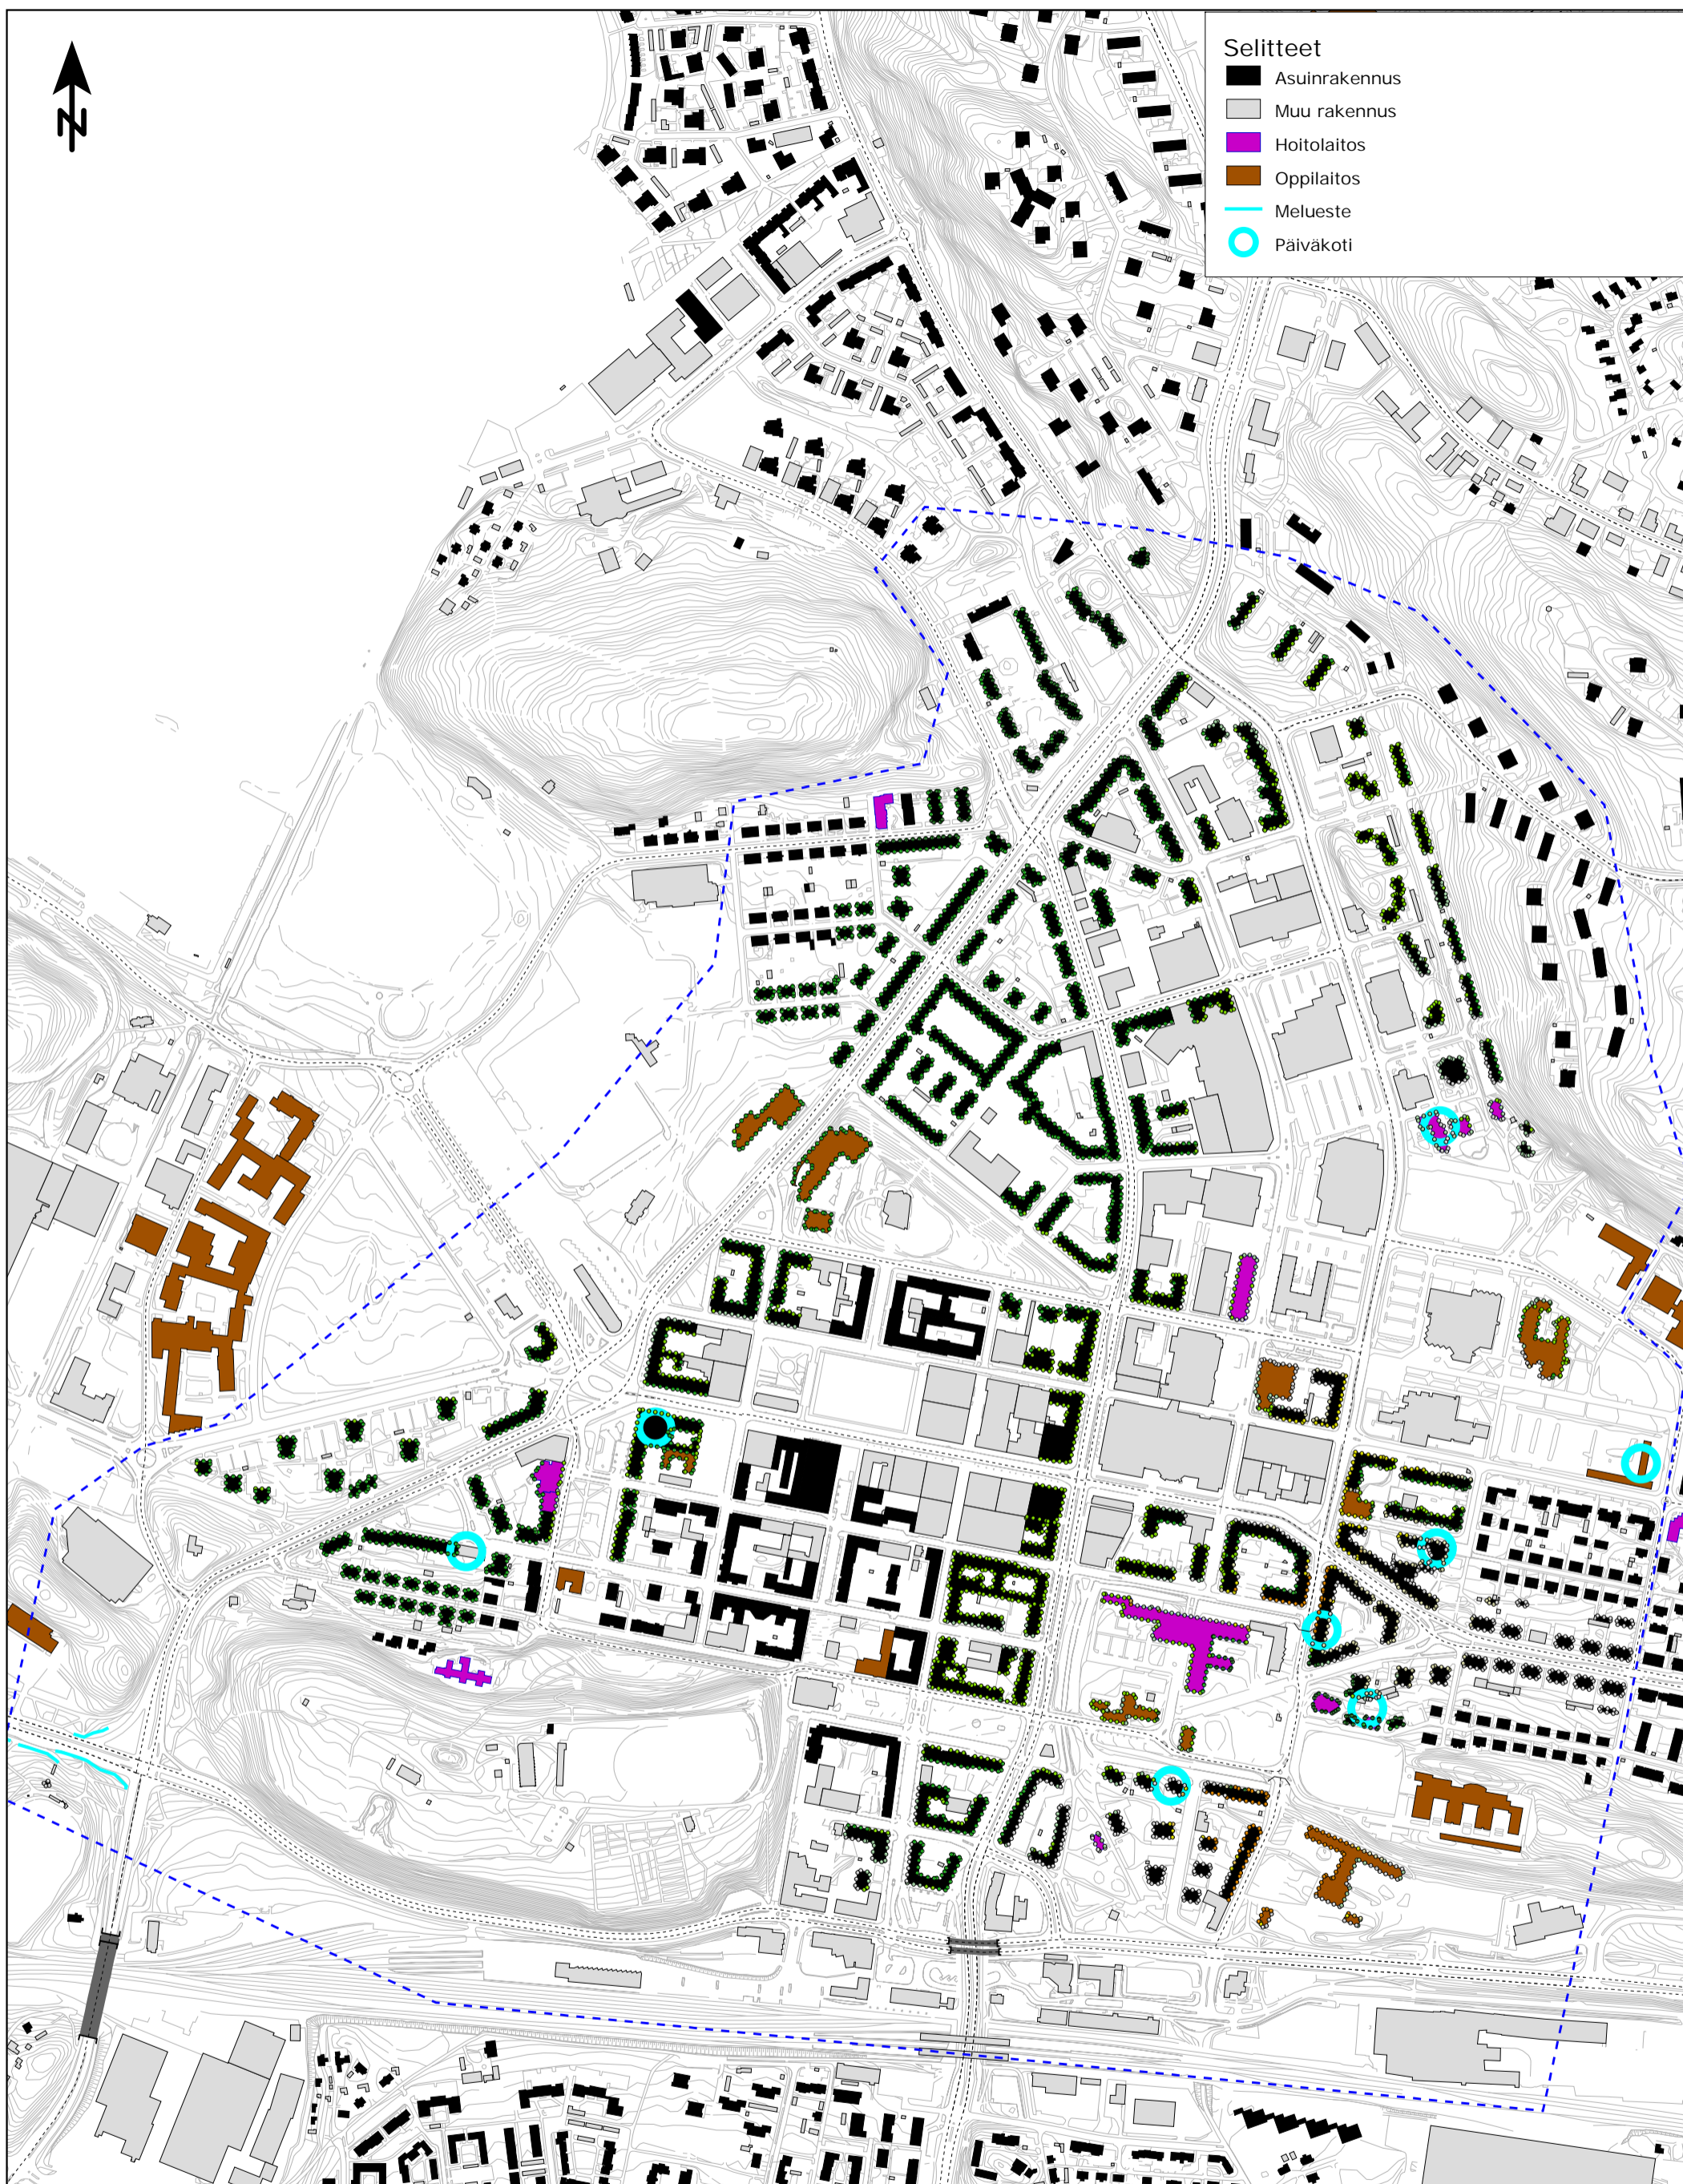 N
Selitteet
Asuinrakennus
Muu rakennus
Hoitolaitos
Oppilaitos
Melueste
Päiväkoti